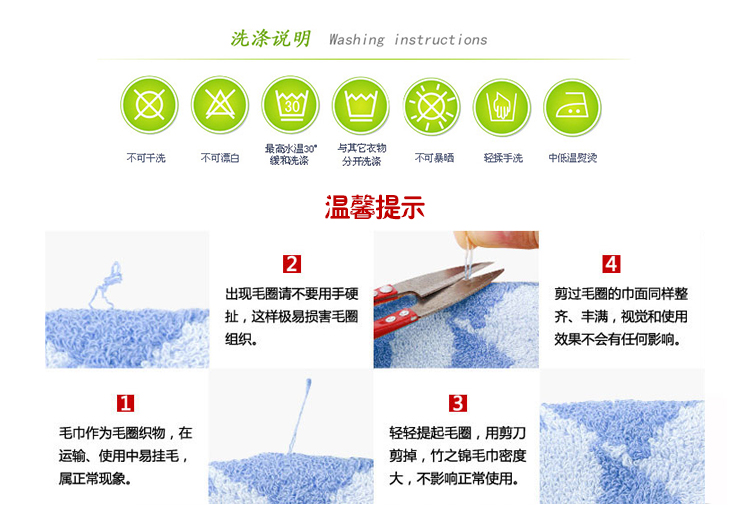 洗涤说明 Washing instructions
30
不可干洗
不可漂白
最高水温30°
缓和洗涤
与其它衣物
分开洗涤
不可暴晒
轻揉手洗
中低温熨烫
温馨提示
1
毛巾作为毛圈织物，在
运输、使用中易挂毛，
属正常现象。
2
出现毛圈请不要用手硬
扯，这样极易损害毛圈
组织。
3
轻轻提起毛圈，用剪刀
剪掉，竹之锦毛巾密度
大，不影响正常使用。
4
剪过毛圈的巾面同样整
齐、丰满，视觉和使用
效果不会有任何影响。